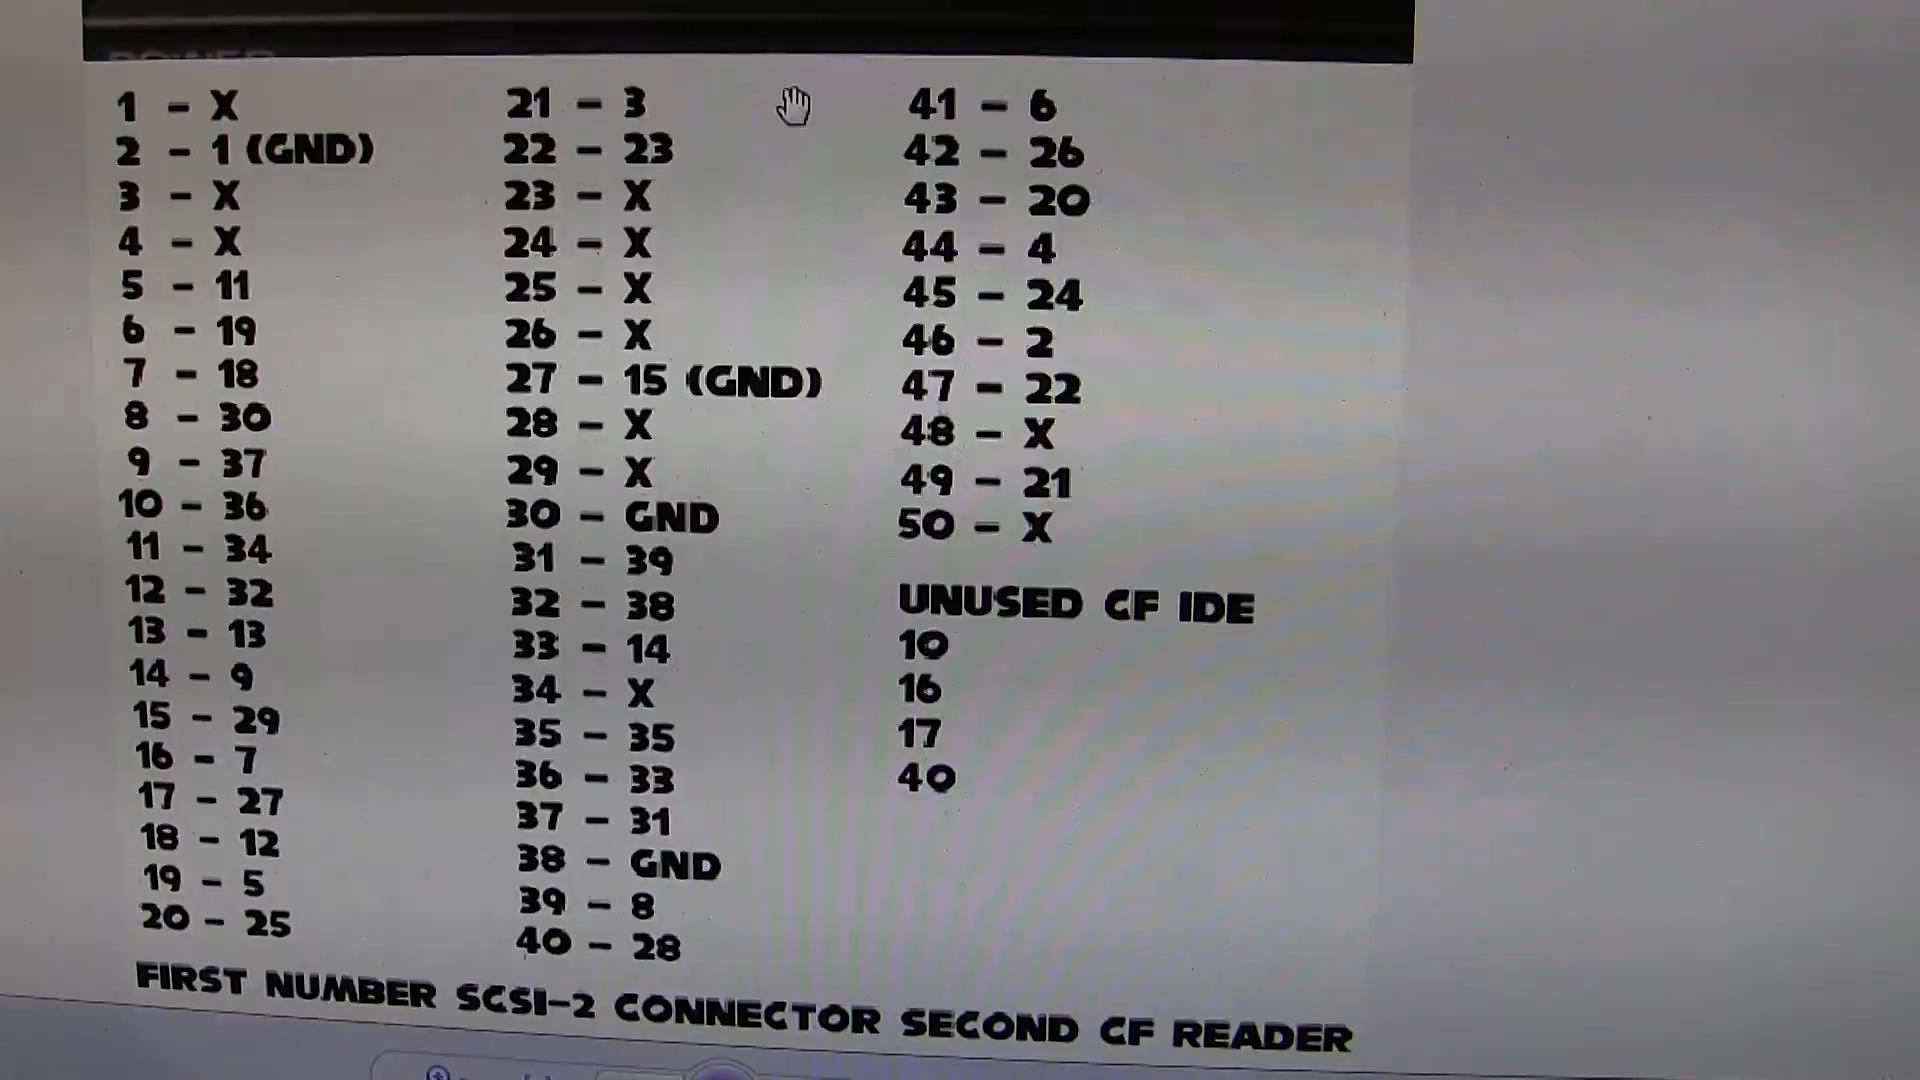 1 - X
2 - 1 (GND)
3 - X
4 - X
5 - 11
6 - 19
7 - 18
8 - 30
9 - 37
10 - 36
11 - 34
12 - 32
13 - 13
14 - 9
15 - 29
16 - 7
17 - 27
18 - 12
19 - 5
20 - 25
21 - 3
22 - 23
23 - X
24 - X
25 - X
26 - X
27 - 15 (GND)
28 - X
29 - X
30 - GND
31 - 39
32 - 38
33 - 14
34 - X
35 - 35
36 - 33
37 - 31
38 - GND
39 - 8
40 - 28
41 - 6
42 - 26
43 - 20
44 - 4
45 - 24
46 - 2
47 - 22
48 - X
49 - 21
50 - X
UNUSED CF IDE
10
16
17
40
FIRST NUMBER SCSI-2 CONNECTOR SECOND CF READER